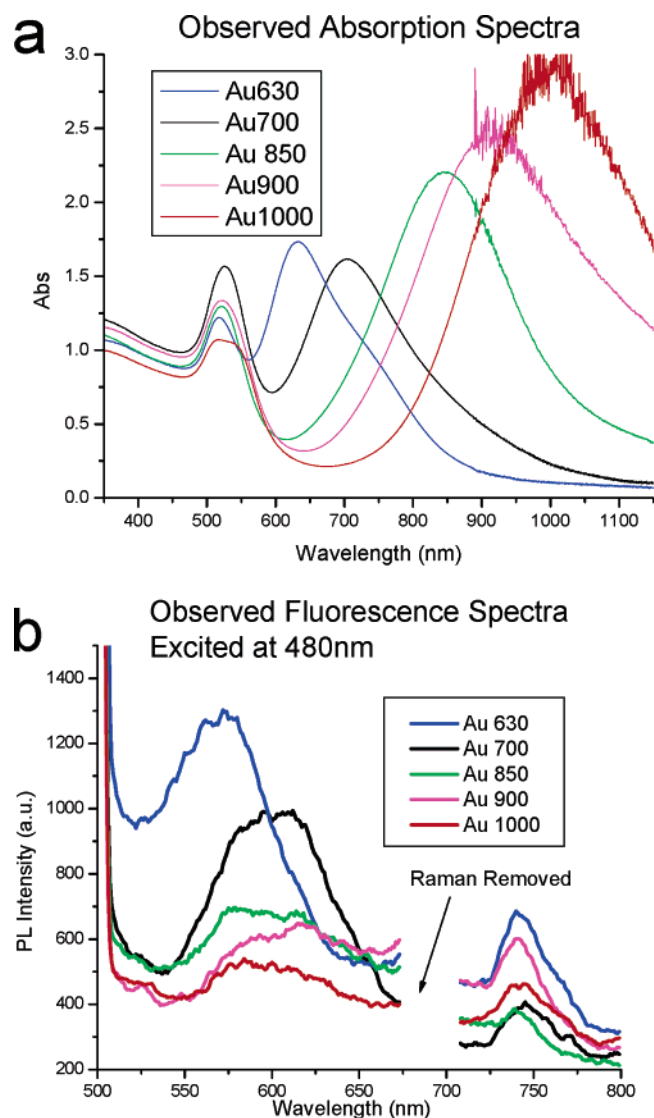 a
Observed Absorption Spectra
3.0
2.5
2.0
1.5
1.0
0.5
0.0
Abs
Au630
Au700
Au 850
Au900
Au1000
400 500 600 700 800 900 1000 1100
Wavelength (nm)
b
Observed Fluorescence Spectra
Excited at 480nm
1400
1200
1000
800
600
400
200
PL Intensity (a.u.)
Au 630
Au 700
Au 850
Au 900
Au 1000
Raman Removed
500 550 600 650 700 750 800
Wavelength (nm)